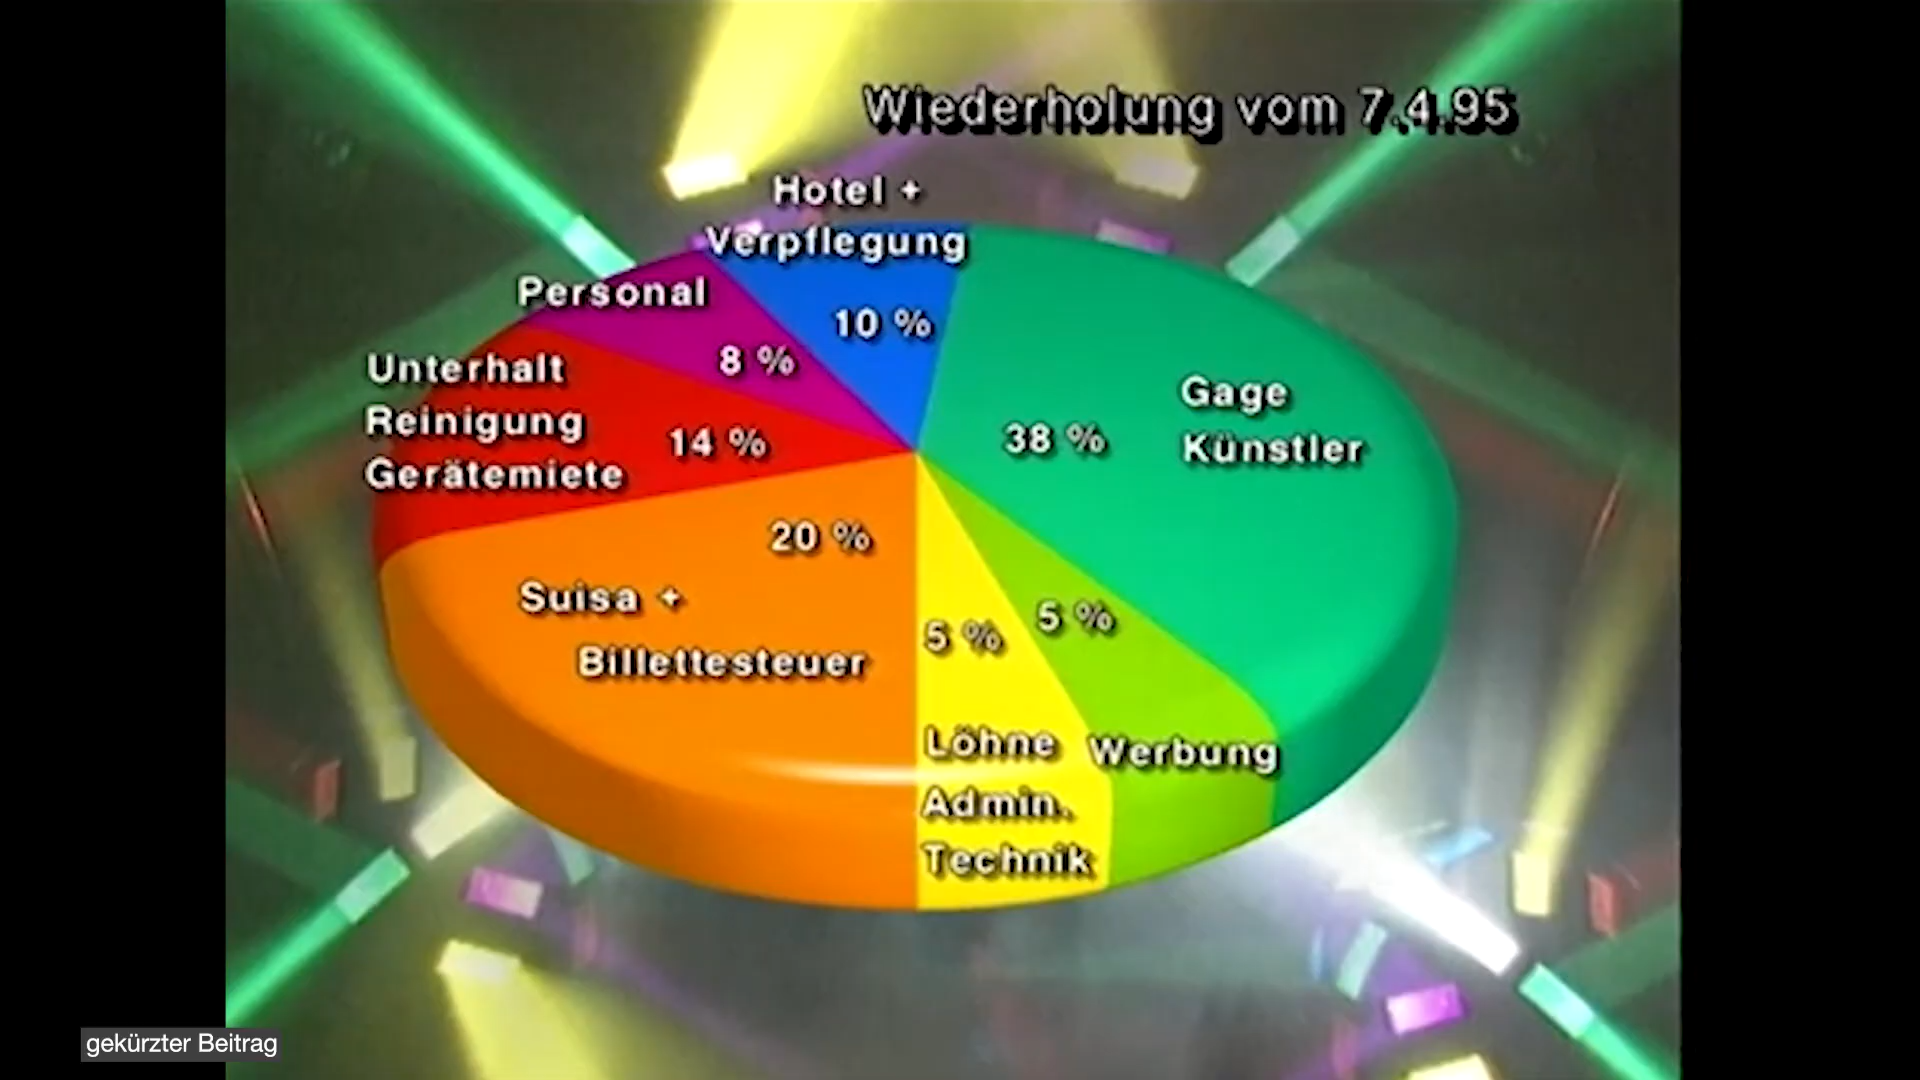 Wiederholung vom 7.4.95
Hotel +
Verpflegung
10 %
Personal
8 %
Unterhalt
Reinigung
Gerätemiete
14 %
38 %
Gage
Künstler
20 %
Suisa +
Billettesteuer
5 %
Löhne
Admin.
Technik
5 %
Werbung
gekürzter Beitrag